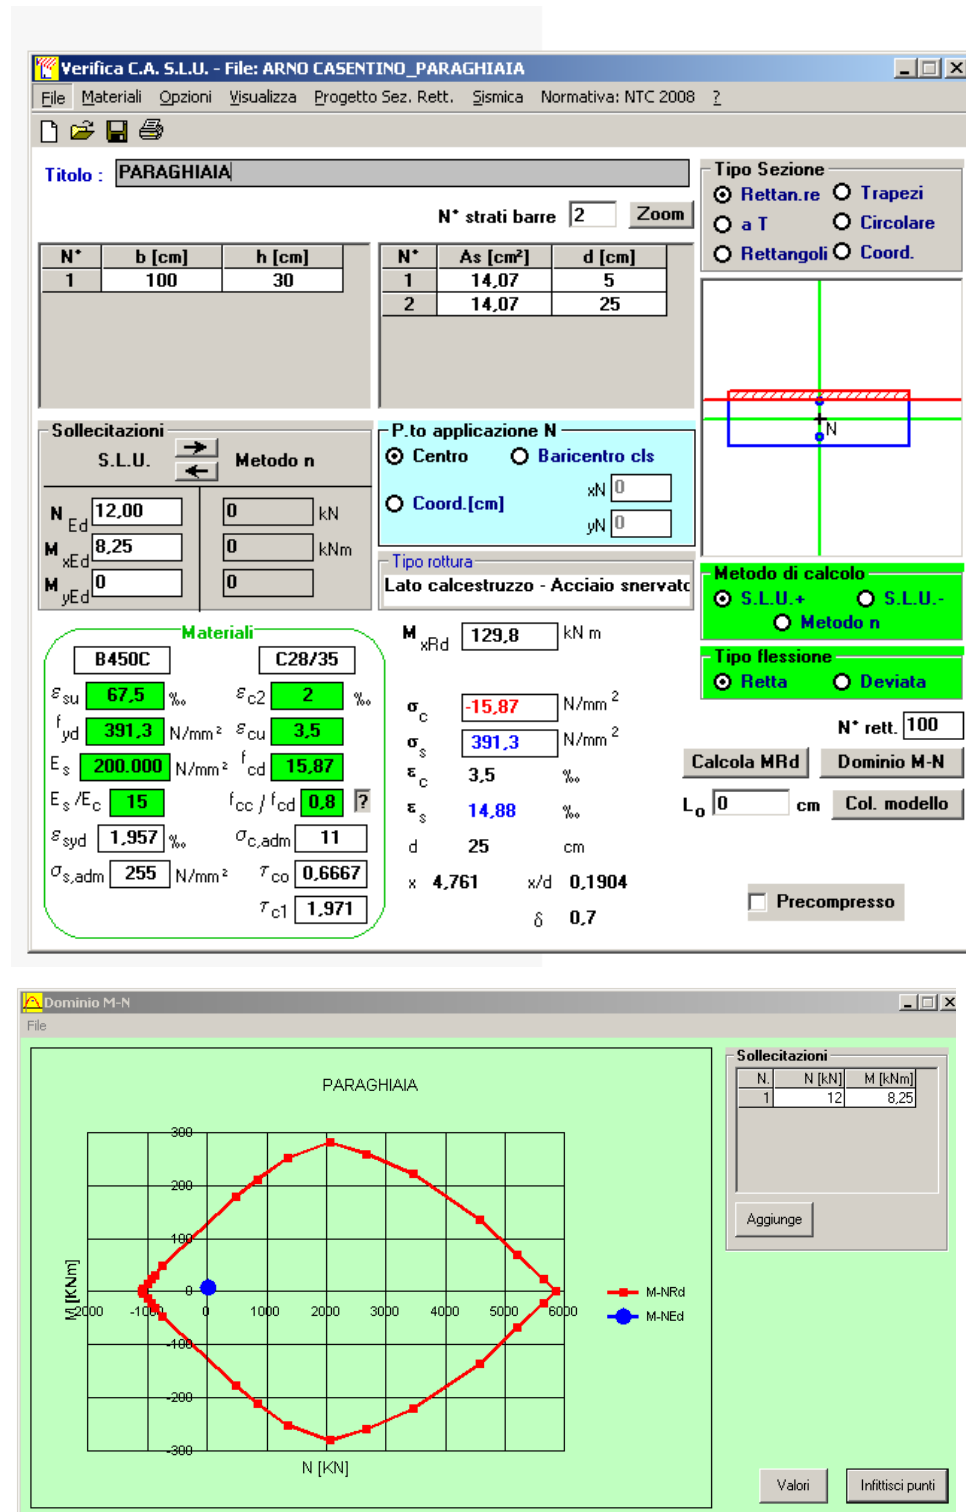 Verifica C.A. S.L.U. - File: ARNO CASENTINO_PARAGHIAIA
File Materiali Opzioni Visualizza Progetto Sez. Rett. Sismica Normativa: NTC 2008 ?
Titolo : PARAGHIAIA
N° strati barre 2 Zoom
N° b [cm] h [cm]
1 100 30
N° As [cm²] d [cm]
1 14,07 5
2 14,07 25
Tipo Sezione
Rettan.re Trapezi
a T Circolare
Rettangoli Coord.
N
Sollecitazioni
S.L.U. Metodo n
N Ed 12,00 0 kN
M xEd 8,25 0 kNm
M yEd 0 0
P.to applicazione N
Centro Baricentro cls
Coord.[cm] xN 0
yN 0
Tipo rottura
Lato calcestruzzo - Acciaio snervato
Metodo di calcolo
S.L.U.+ S.L.U.-
Metodo n
Tipo flessione
Retta Deviata
Materiali
B450C C28/35
εsu 67,5 ‰ εc2 2 ‰
fyd 391,3 N/mm² εcu 3,5
Es 200.000 N/mm² fcd 15,87
Es/Ec 15 fcc / fcd 0,8 ?
εsyd 1,957 ‰ σc,adm 11
σs,adm 255 N/mm² τco 0,6667
τc1 1,971
M xRd 129,8 kN m
σc -15,87 N/mm²
σs 391,3 N/mm²
εc 3,5 ‰
εs 14,88 ‰
d 25 cm
x 4,761 x/d 0,1904
δ 0,7
N° rett. 100
Calcola MRd Dominio M-N
Lo 0 cm Col. modello
Precompresso
Dominio M-N
File
PARAGHIAIA
300
200
100
0
-100
-200
-300
-2000 -1000 0 1000 2000 3000 4000 5000 6000
M [KNm]
N [KN]
M-NRd
M-NEd
Sollecitazioni
N. N [kN] M [kNm]
1 12 8,25
Aggiunge
Valori Infittisci punti